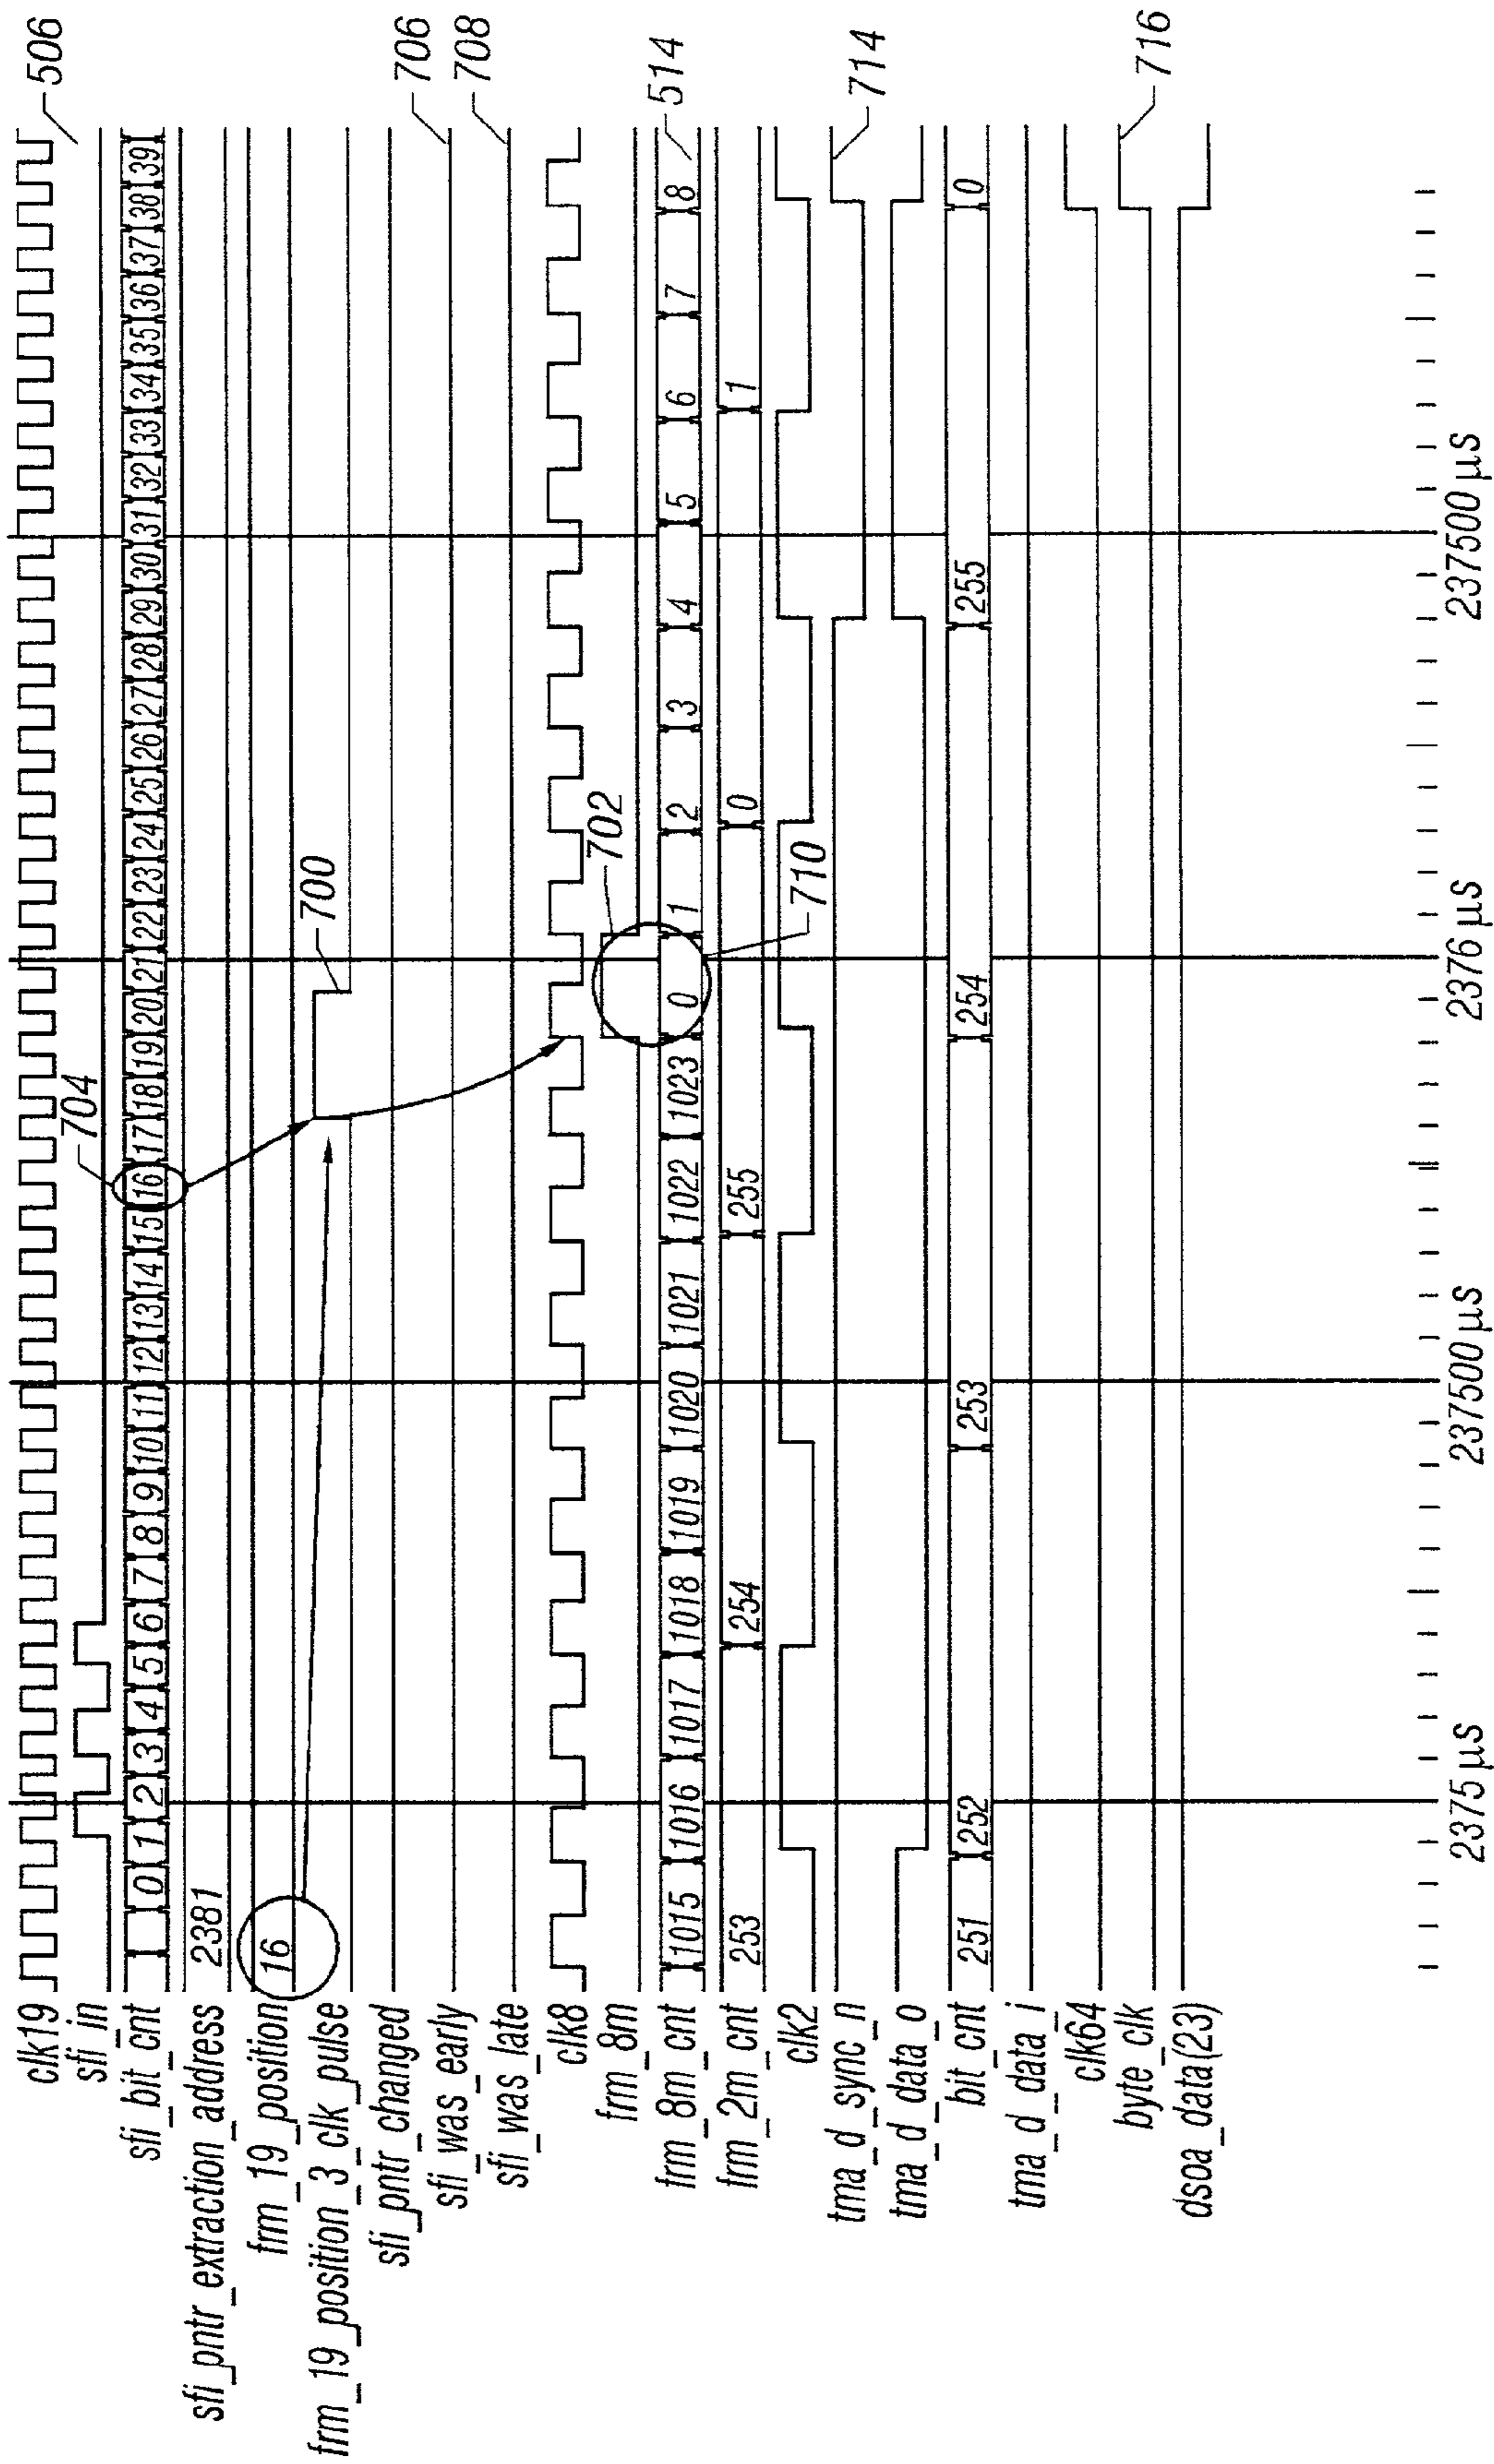 clk19 506
sfi_in
sfi_bit_cnt 0 1 2 3 4 5 6 7 8 9 10 11 12 13 14 15 16 17 18 19 20 21 22 23 24 25 26 27 28 29 30 31 32 33 34 35 36 37 38 39
704
sfi_pntr_extraction_address 2381
frm_19_position 16
frm_19_position_3_clk_pulse 700
sfi_pntr_changed
sfi_was_early 706
sfi_was_late 708
clk8
frm_8m 702
frm_8m_cnt 1015 1016 1017 1018 1019 1020 1021 1022 1023 0 1 2 3 4 5 6 7 8 514
frm_2m_cnt 253 254 255 0 1
clk2 710
tma_d_sync_n 714
tma_d_data_o
bit_cnt 251 252 253 254 255 0
tma_d_data_i
clk64
byte_clk 716
dsoa_data(23)
2375 µs 237500 µs 2376 µs 237500 µs